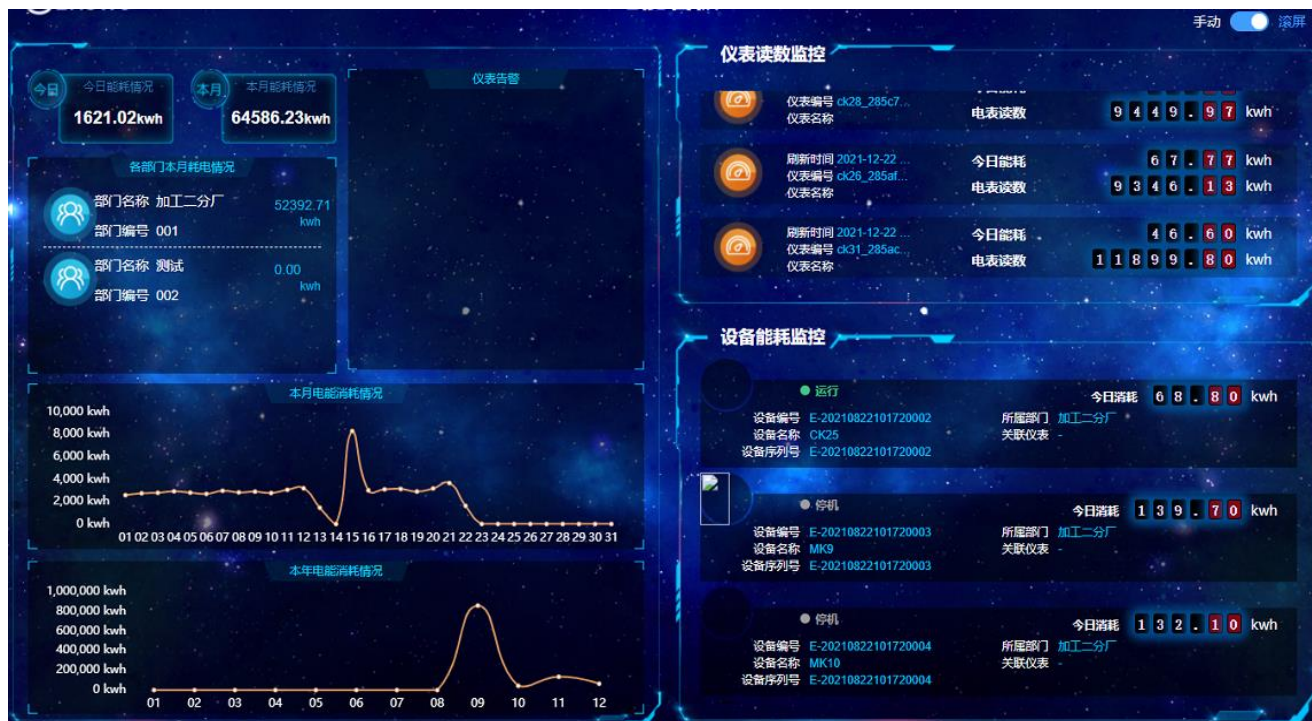 手动 滚屏
今日
今日能耗情况
1621.02kwh
本月
本月能耗情况
64586.23kwh
各部门本月耗电情况
部门名称 加工二分厂
52392.71
kwh
部门编号 001
部门名称 测试
0.00
kwh
部门编号 002
仪表告警
本月电能消耗情况
10,000 kwh
8,000 kwh
6,000 kwh
4,000 kwh
2,000 kwh
0 kwh
01 02 03 04 05 06 07 08 09 10 11 12 13 14 15 16 17 18 19 20 21 22 23 24 25 26 27 28 29 30 31
本年电能消耗情况
1,000,000 kwh
800,000 kwh
600,000 kwh
400,000 kwh
200,000 kwh
0 kwh
01 02 03 04 05 06 07 08 09 10 11 12
仪表读数监控
仪表编号 ck28_285c7...
仪表名称
电表读数 9449.97 kwh
刷新时间 2021-12-22 ...
仪表编号 ck26_285af...
仪表名称
今日能耗 67.77 kwh
电表读数 9346.13 kwh
刷新时间 2021-12-22 ...
仪表编号 ck31_285ac...
仪表名称
今日能耗 46.60 kwh
电表读数 11899.80 kwh
设备能耗监控
运行
今日消耗 68.80 kwh
设备编号 E-20210822101720002 所属部门 加工二分厂
设备名称 CK25 关联仪表 -
设备序列号 E-20210822101720002
停机
今日消耗 139.70 kwh
设备编号 E-20210822101720003 所属部门 加工二分厂
设备名称 MK9 关联仪表 -
设备序列号 E-20210822101720003
停机
今日消耗 132.10 kwh
设备编号 E-20210822101720004 所属部门 加工二分厂
设备名称 MK10 关联仪表 -
设备序列号 E-20210822101720004